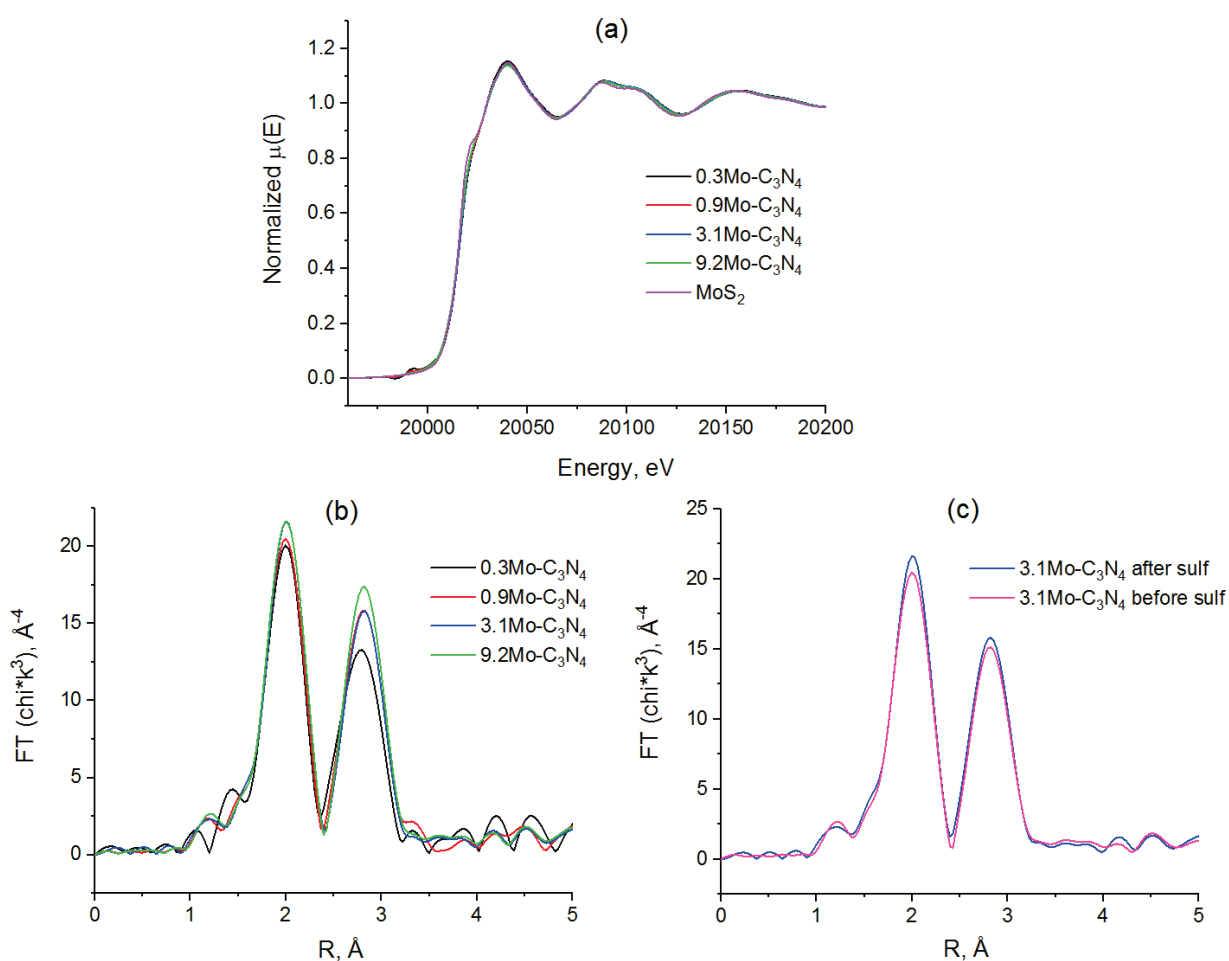 (a)
1.2
1.0
0.8
0.6
0.4
0.2
0.0
Normalized μ(E)
0.3Mo-C₃N₄
0.9Mo-C₃N₄
3.1Mo-C₃N₄
9.2Mo-C₃N₄
MoS₂
20000 20050 20100 20150 20200
Energy, eV
(b)
20
15
10
5
0
FT (chi*k³), Å⁻⁴
0.3Mo-C₃N₄
0.9Mo-C₃N₄
3.1Mo-C₃N₄
9.2Mo-C₃N₄
0 1 2 3 4 5
R, Å
(c)
25
20
15
10
5
0
FT (chi*k³), Å⁻⁴
3.1Mo-C₃N₄ after sulf
3.1Mo-C₃N₄ before sulf
0 1 2 3 4 5
R, Å